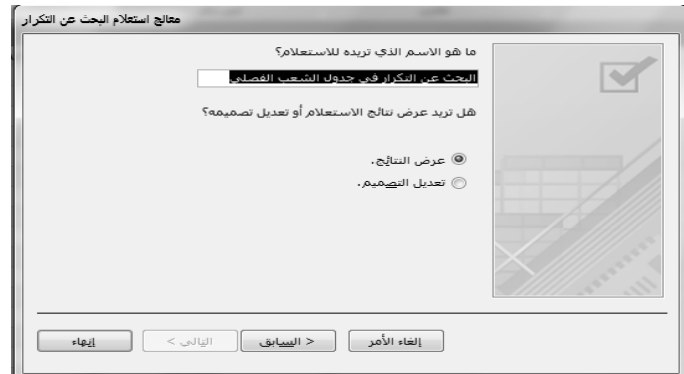 معالج استعلام البحث عن التكرار
ما هو الاسم الذي تريده للاستعلام؟
البحث عن التكرار في جدول الشعب الفصلي
هل تريد عرض نتائج الاستعلام أو تعديل تصميمه؟
عرض النتائج.
تعديل التصميم.
إلغاء الأمر
< السابق
التالي >
إنهاء